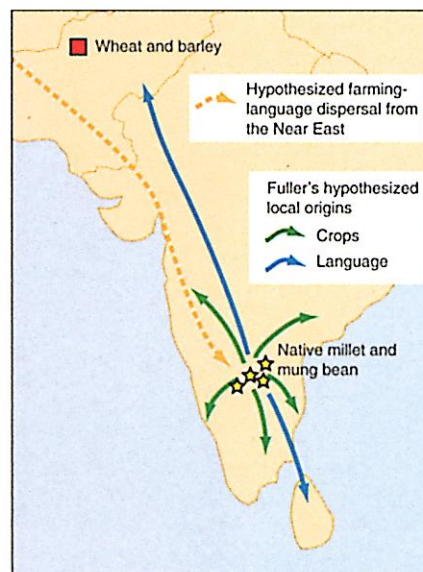 Wheat and barley
Hypothesized farming-
language dispersal from
the Near East
Fuller's hypothesized
local origins
Crops
Language
Native millet and
mung bean